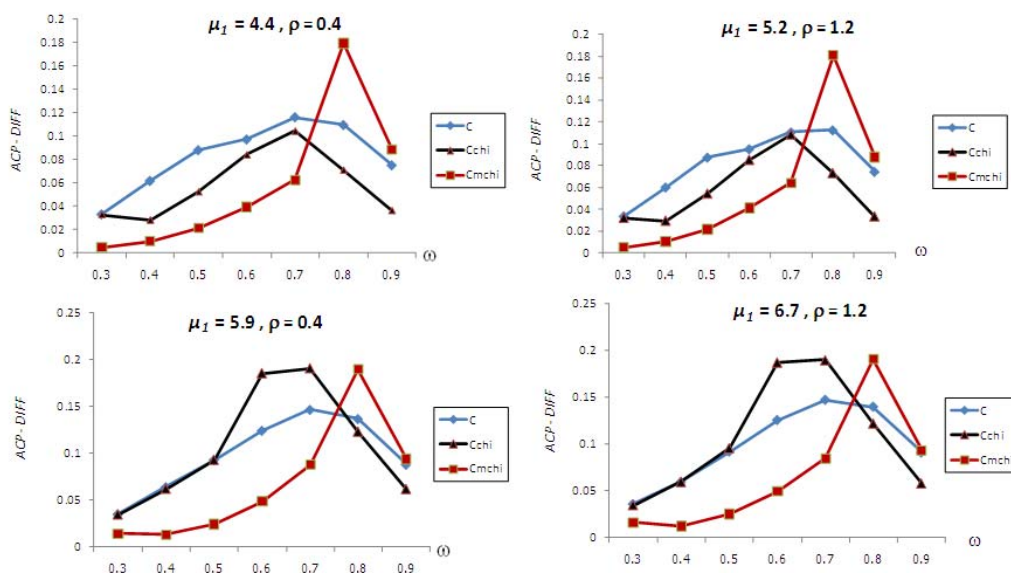 μ1 = 4.4 , ρ = 0.4
ACP - DIFF
0.2
0.18
0.16
0.14
0.12
0.1
0.08
0.06
0.04
0.02
0
0.3 0.4 0.5 0.6 0.7 0.8 0.9
ω
C
Cchi
Cmchi
μ1 = 5.2 , ρ = 1.2
ACP - DIFF
0.2
0.18
0.16
0.14
0.12
0.1
0.08
0.06
0.04
0.02
0
0.3 0.4 0.5 0.6 0.7 0.8 0.9
ω
C
Cchi
Cmchi
μ1 = 5.9 , ρ = 0.4
ACP - DIFF
0.25
0.2
0.15
0.1
0.05
0
0.3 0.4 0.5 0.6 0.7 0.8 0.9
ω
C
Cchi
Cmchi
μ1 = 6.7 , ρ = 1.2
ACP - DIFF
0.25
0.2
0.15
0.1
0.05
0
0.3 0.4 0.5 0.6 0.7 0.8 0.9
ω
C
Cchi
Cmchi